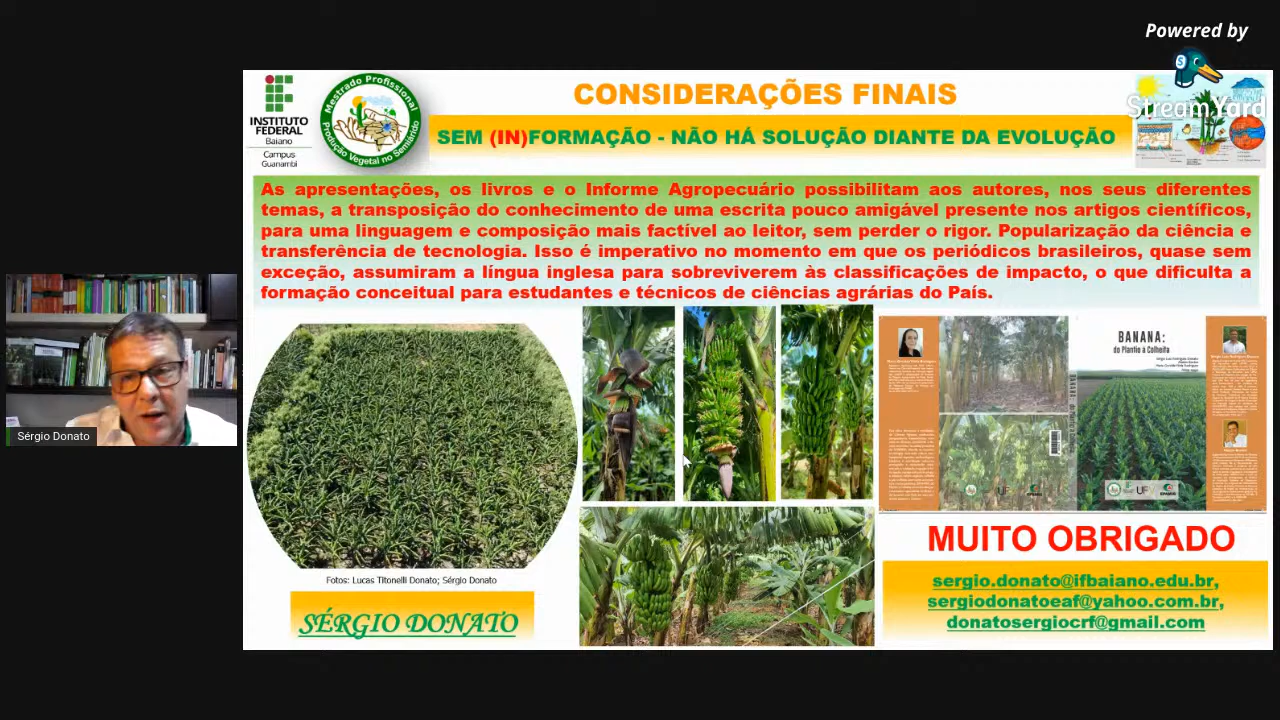 Powered by
StreamYard
INSTITUTO
FEDERAL
Baiano
Campus
Guanambi
Mestrado Profissional
Produção Vegetal no Semiárido
CONSIDERAÇÕES FINAIS
SEM (IN)FORMAÇÃO - NÃO HÁ SOLUÇÃO DIANTE DA EVOLUÇÃO
As apresentações, os livros e o Informe Agropecuário possibilitam aos autores, nos seus diferentes
temas, a transposição do conhecimento de uma escrita pouco amigável presente nos artigos científicos,
para uma linguagem e composição mais factível ao leitor, sem perder o rigor. Popularização da ciência e
transferência de tecnologia. Isso é imperativo no momento em que os periódicos brasileiros, quase sem
exceção, assumiram a língua inglesa para sobreviverem às classificações de impacto, o que dificulta a
formação conceitual para estudantes e técnicos de ciências agrárias do País.
Sérgio Donato
BANANA:
do Plantio à Colheita
Fotos: Lucas Titonelli Donato; Sérgio Donato
SÉRGIO DONATO
MUITO OBRIGADO
sergio.donato@ifbaiano.edu.br,
sergiodonatoeaf@yahoo.com.br,
donatosergiocrf@gmail.com